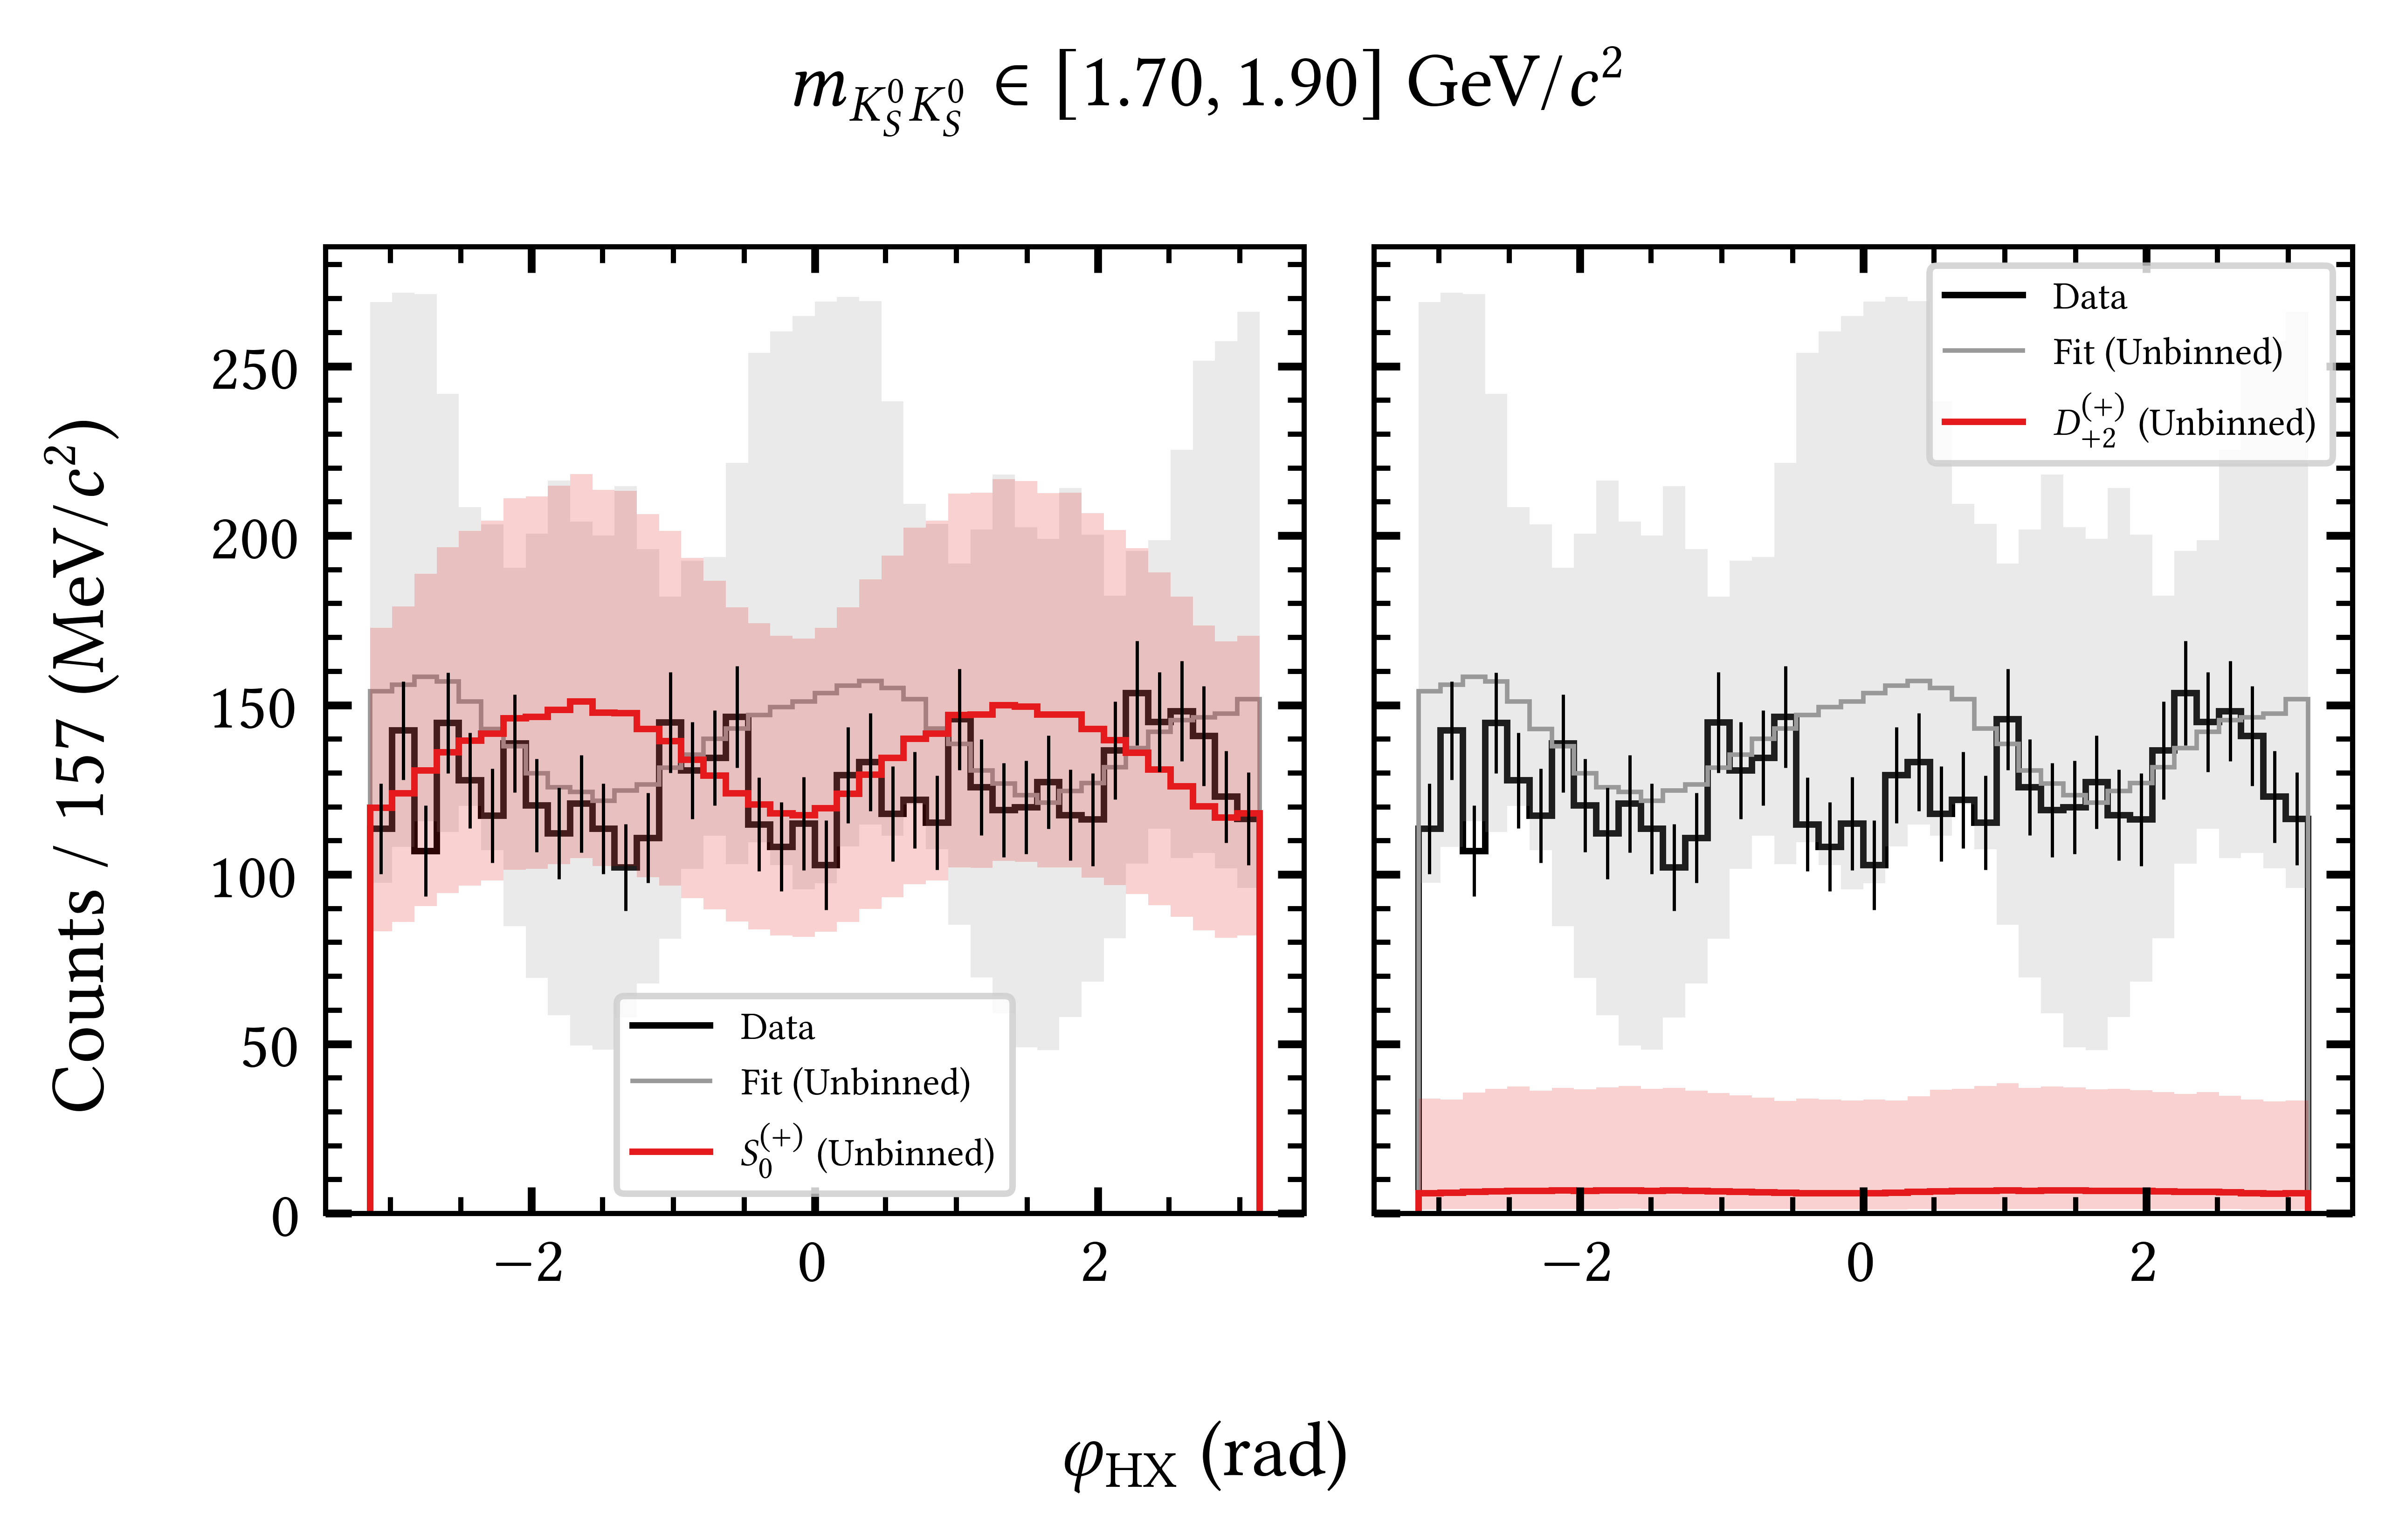 m_{K_S^0 K_S^0} ∈ [1.70, 1.90] GeV/c²
Counts / 157 (MeV/c²)
250
200
150
100
50
0
−2
0
2
Data
Fit (Unbinned)
S_0^{(+)} (Unbinned)
−2
0
2
Data
Fit (Unbinned)
D_{+2}^{(+)} (Unbinned)
φ_{HX} (rad)